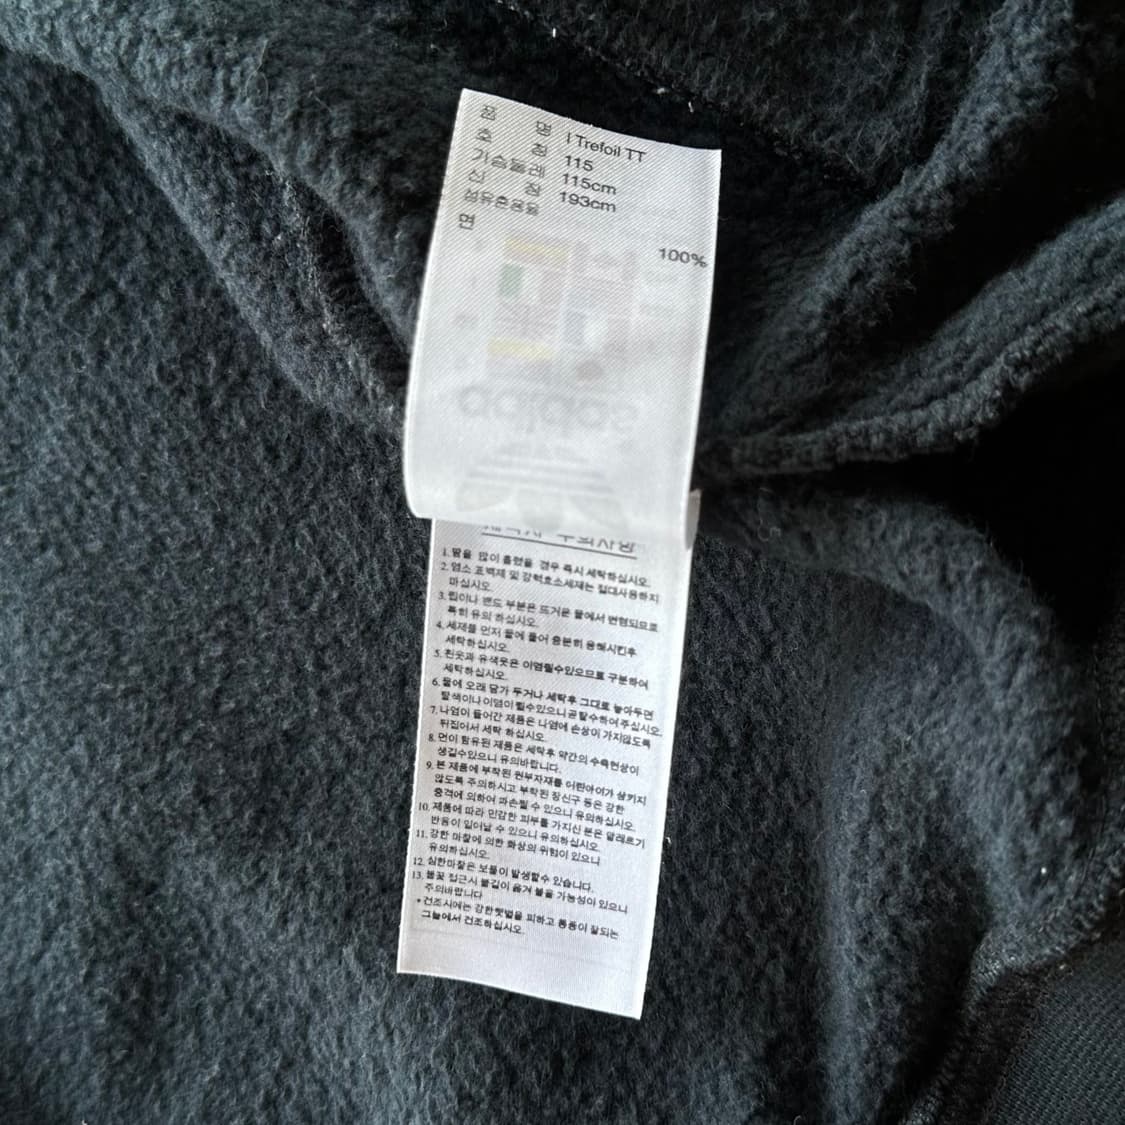 품 명 I Trefoil TT
호 칭 115
가슴둘레 115cm
신 장 193cm
섬유혼용율
면 100%
adidas
세탁시 주의사항
1. 땀을 많이 흘렸을 경우 즉시 세탁하십시오.
2. 염소 표백제 및 강력효소세제는 절대사용하지
마십시오.
3. 립이나 밴드 부분은 뜨거운 물에서 변형되므로
특히 유의 하십시오.
4. 세제를 먼저 물에 풀어 충분히 용해시킨후
세탁하십시오.
5. 흰옷과 유색옷은 이염될수있으므로 구분하여
세탁하십시오.
6. 물에 오래 담가 두거나 세탁후 그대로 놓아두면
탈색이나 이염이 될수있으니곧탈수하여주십시오.
7. 나염이 들어간 제품은 나염에 손상이 가지않도록
뒤집어서 세탁 하십시오.
8. 면이 함유된 제품은 세탁후 약간의 수축현상이
생길수있으니 유의바랍니다.
9. 본 제품에 부착된 원부자재를 어린아이가 삼키지
않도록 주의하시고 부착된 장신구 등은 강한
충격에 의하여 파손될 수 있으니 유의하십시오.
10. 제품에 따라 민감한 피부를 가지신 분은 알레르기
반응이 일어날 수 있으니 유의하십시오.
11. 강한 마찰에 의한 화상의 위험이 있으니
유의하십시오.
12. 심한마찰은 보풀이 발생할수 있습니다.
13. 불꽃 접근시 불길이 옮겨 붙을 가능성이 있으니
주의바랍니다
* 건조시에는 강한햇볕을 피하고 통풍이 잘되는
그늘에서 건조하십시오.